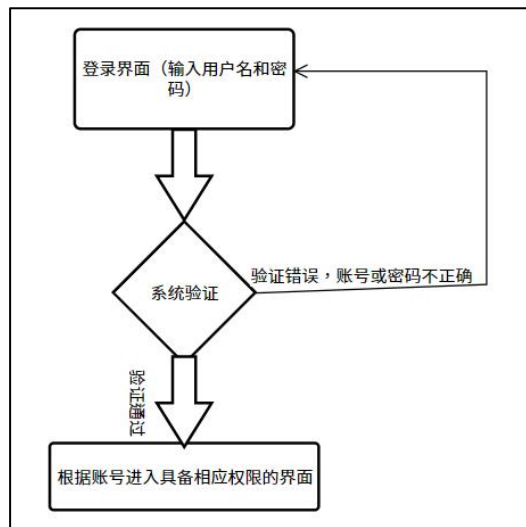 登录界面（输入用户名和密
码）
系统验证
验证错误，账号或密码不正确
验证通过
根据账号进入具备相应权限的界面